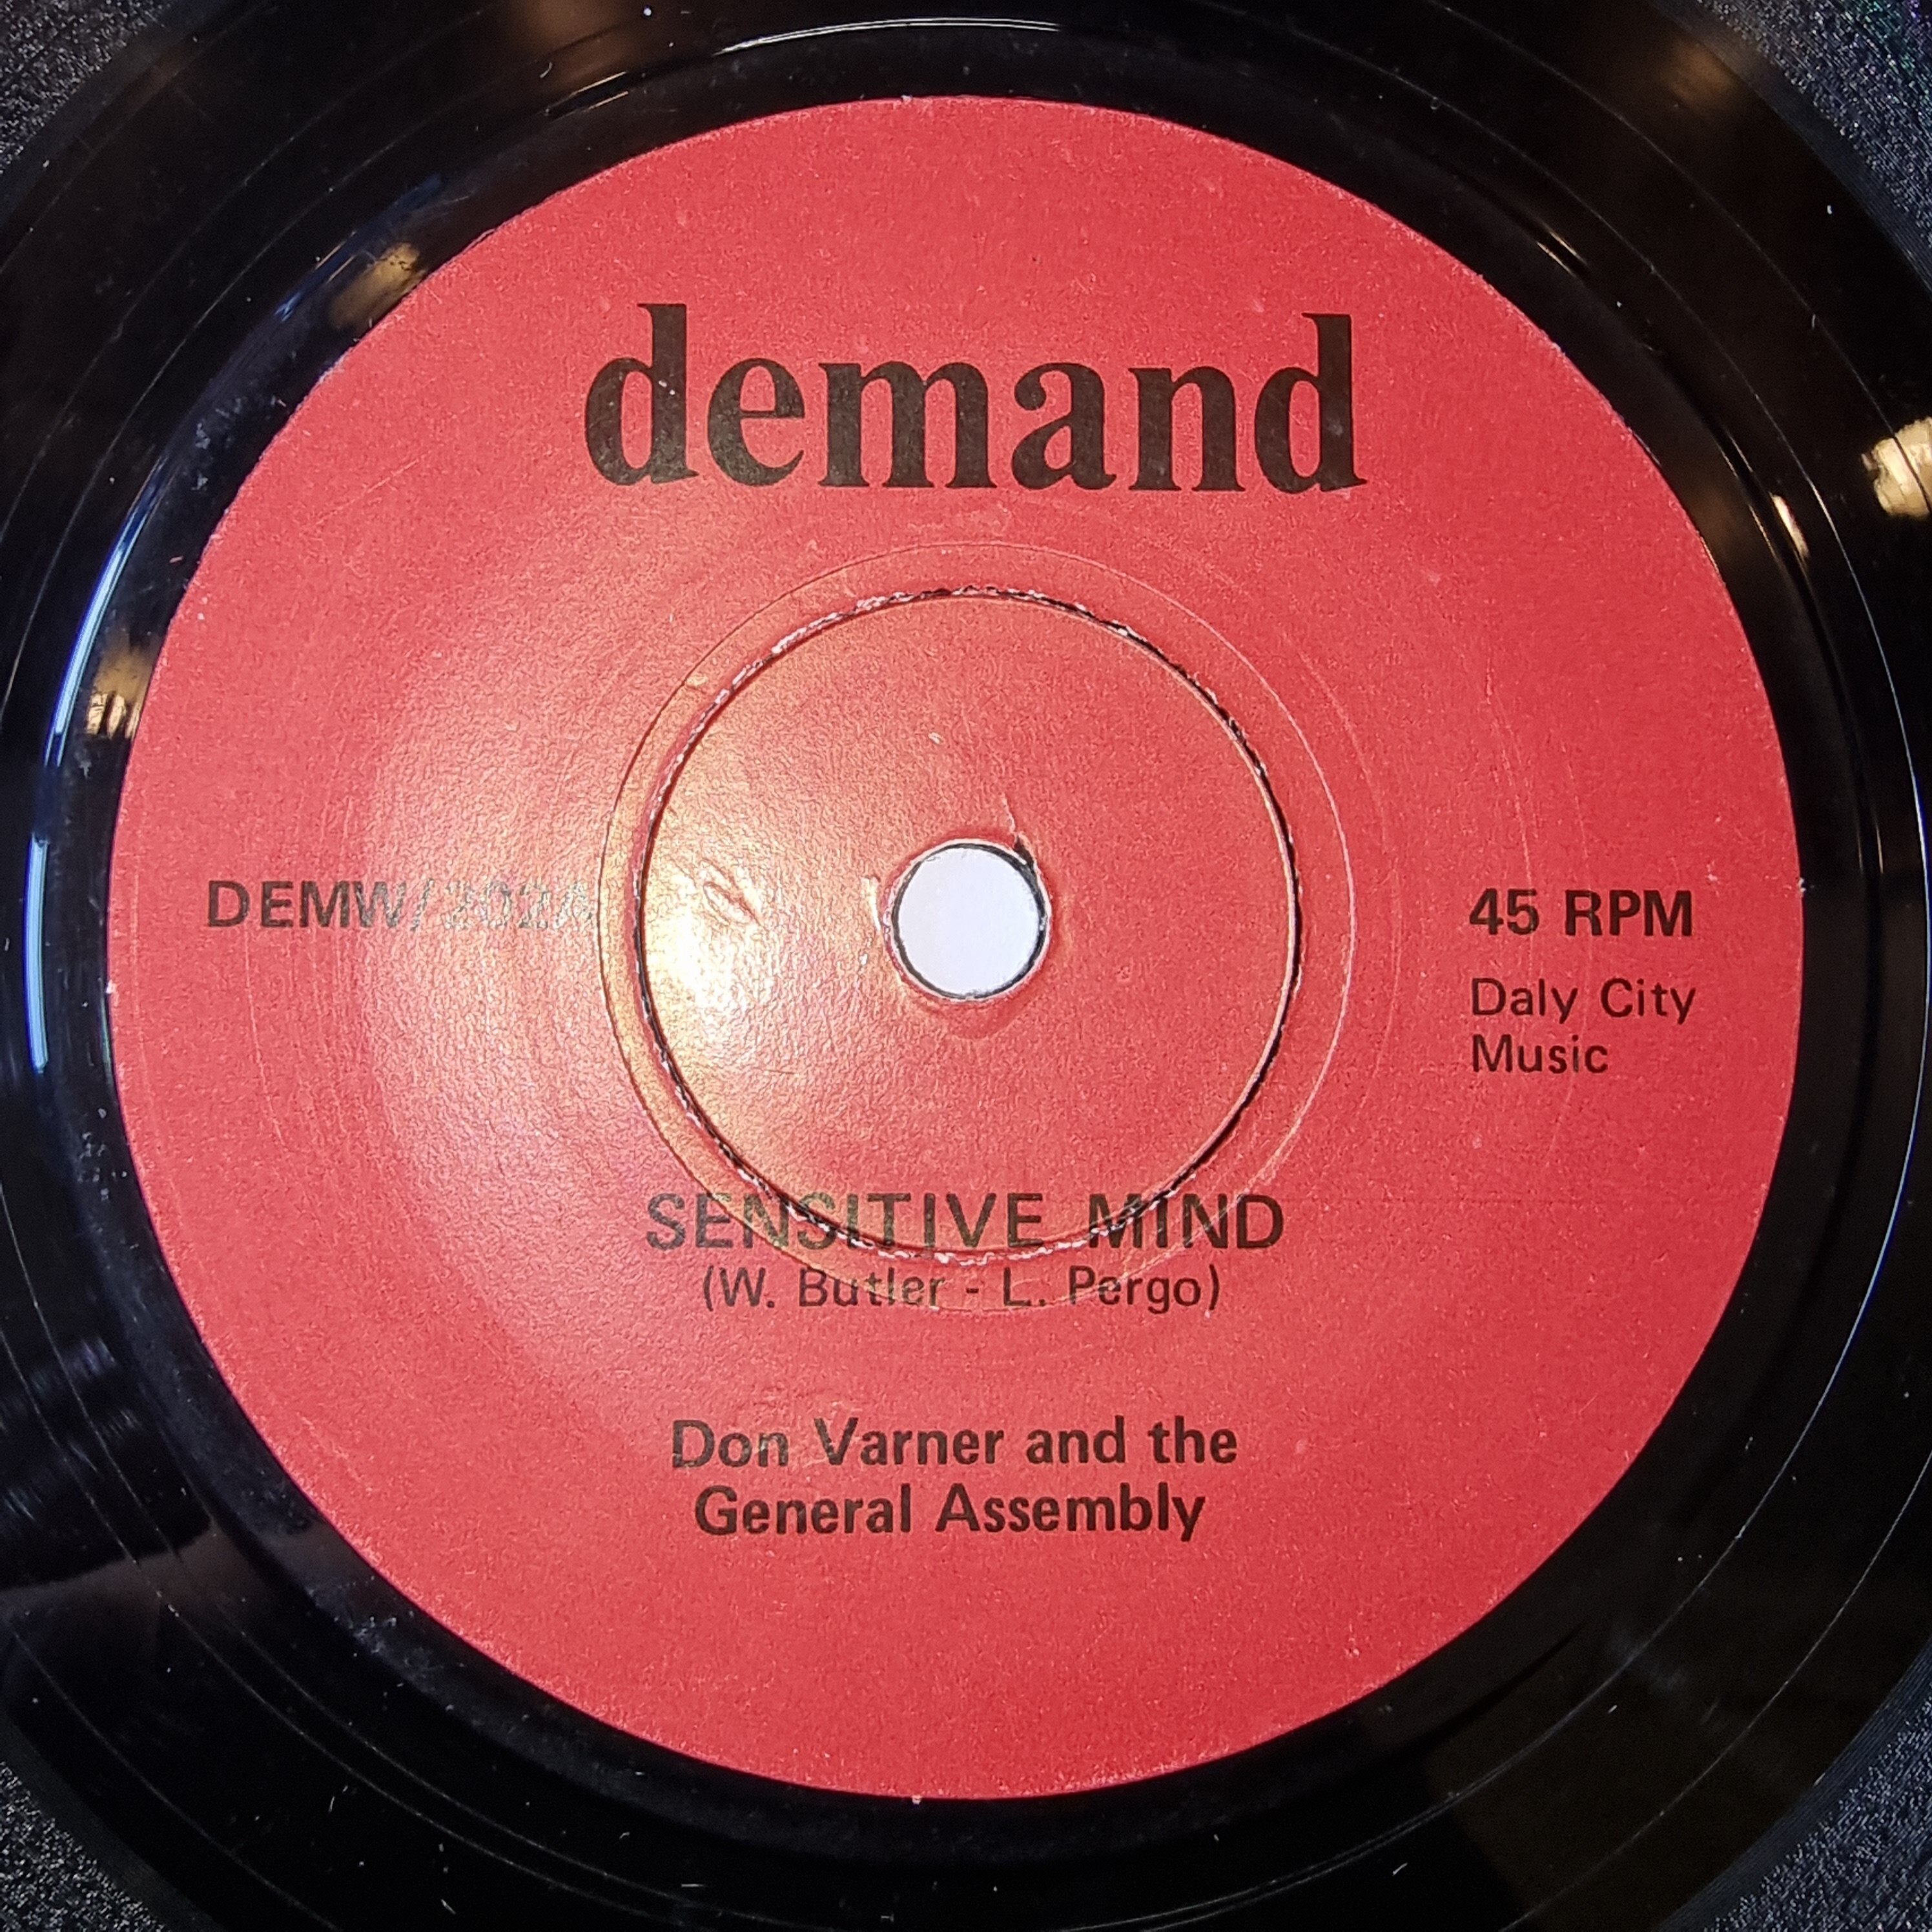 demand
DEMW/202A
45 RPM
Daly City
Music
SENSITIVE MIND
(W. Butler - L. Pergo)
Don Varner and the
General Assembly